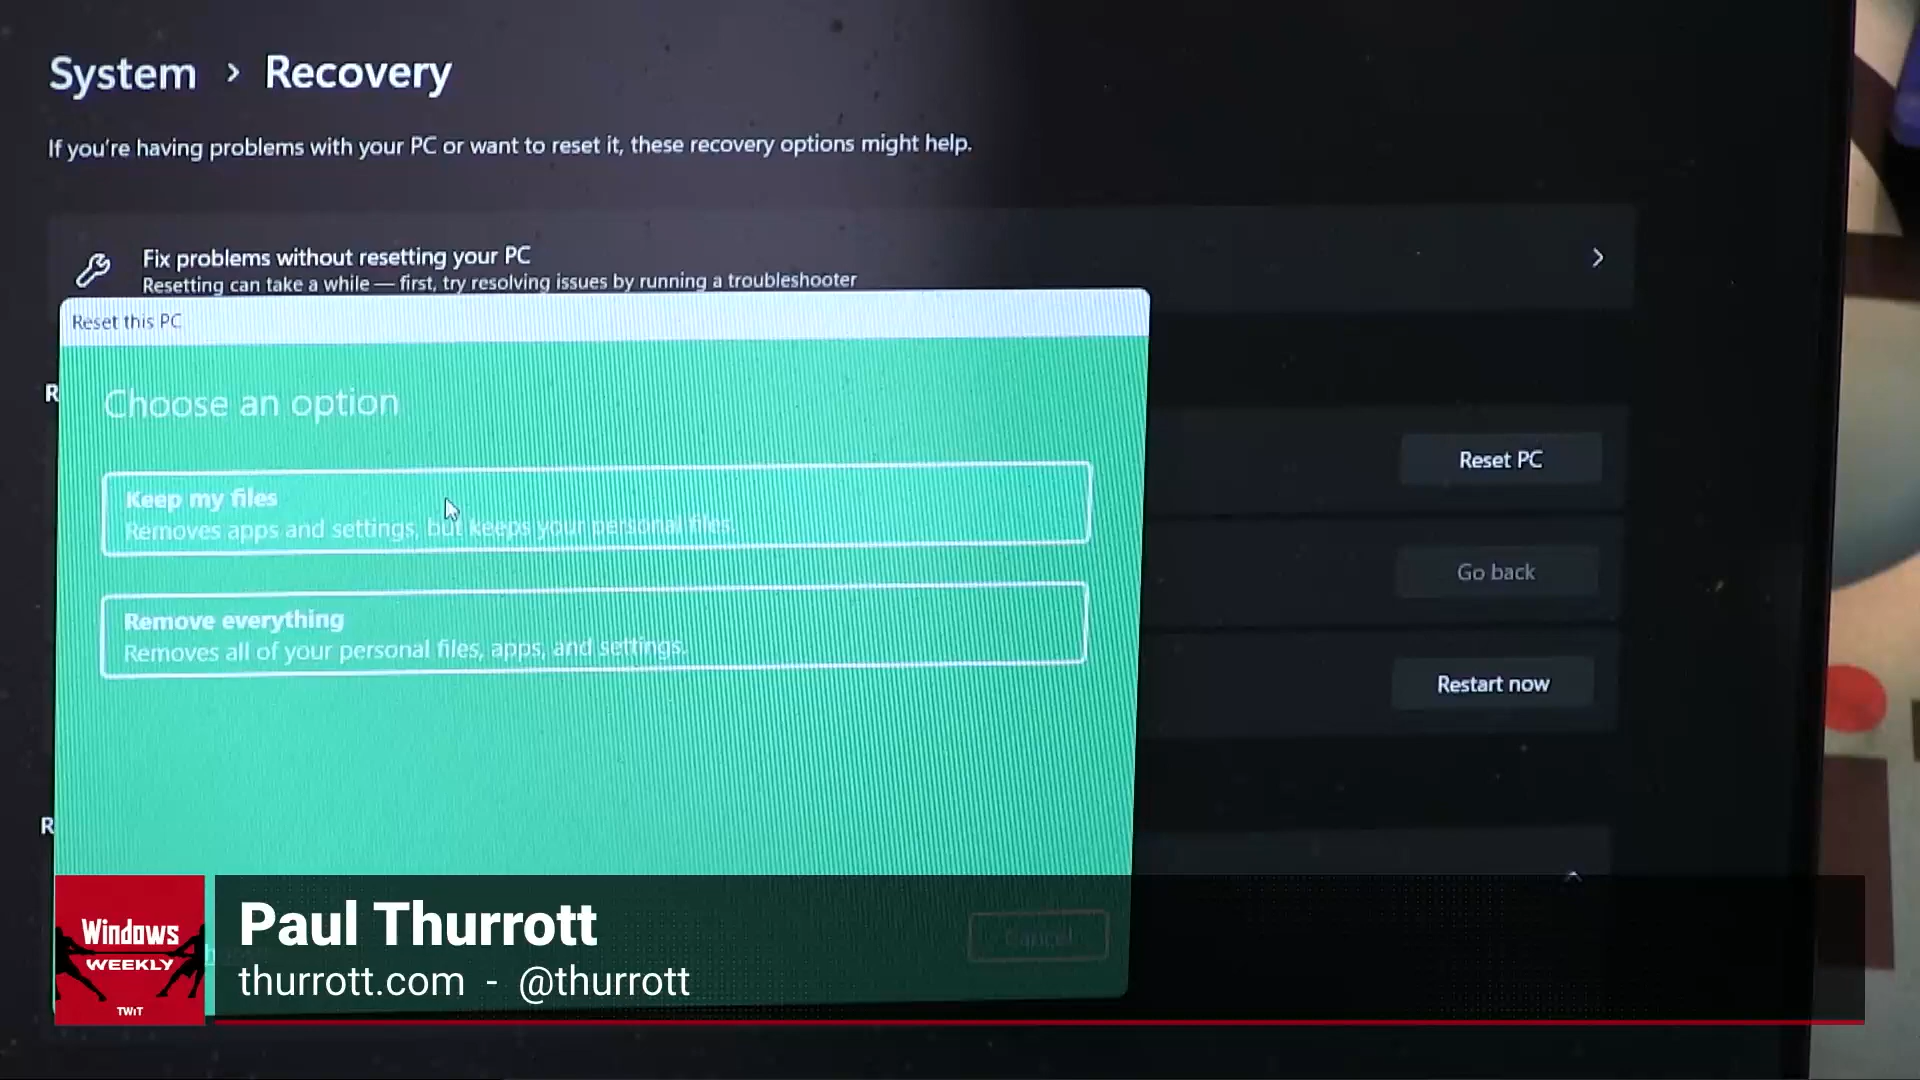 System > Recovery
If you're having problems with your PC or want to reset it, these recovery options might help.
Fix problems without resetting your PC
Resetting can take a while — first, try resolving issues by running a troubleshooter
Reset this PC
R
Choose an option
Keep my files
Removes apps and settings, but keeps your personal files.
Reset PC
Go back
Remove everything
Removes all of your personal files, apps, and settings.
Restart now
R
Cancel
Windows
WEEKLY
TWiT
Paul Thurrott
thurrott.com - @thurrott